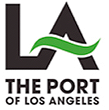 LA
THE PORT
OF LOS ANGELES